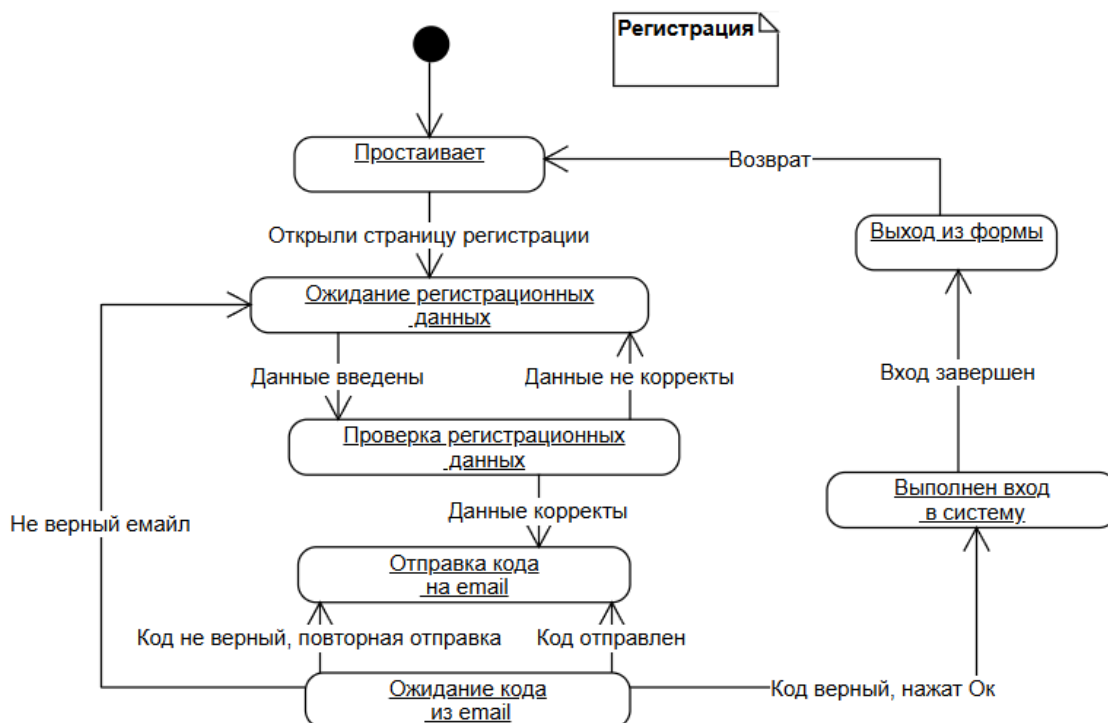 Регистрация
Простаивает
Возврат
Выход из формы
Открыли страницу регистрации
Ожидание регистрационных
данных
Данные введены
Данные не корректы
Вход завершен
Проверка регистрационных
данных
Выполнен вход
в систему
Данные корректы
Не верный емайл
Отправка кода
на email
Код не верный, повторная отправка
Код отправлен
Ожидание кода
из email
Код верный, нажат Ок